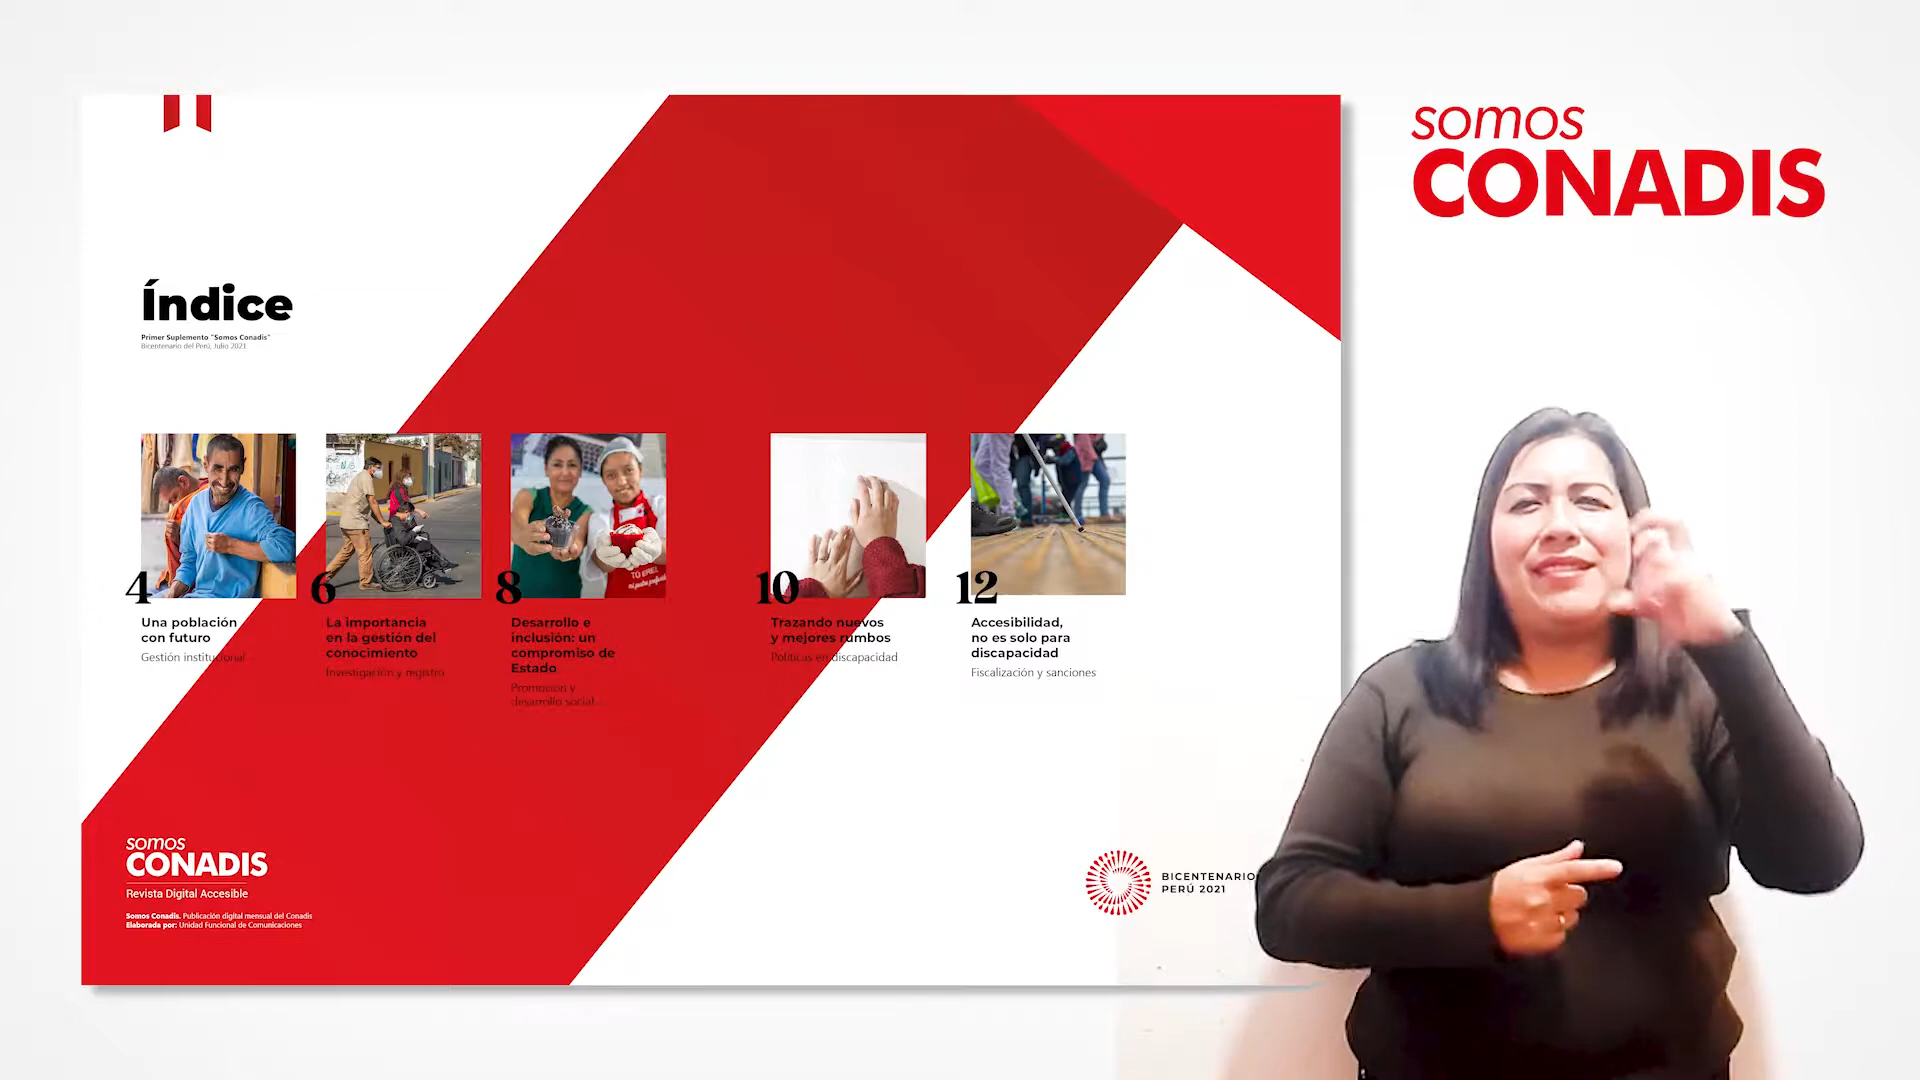 somos
CONADIS
Índice
Primer Suplemento "Somos Conadis"
Bicentenario del Perú, Julio 2021
4
Una población
con futuro
Gestión institucional
6
La importancia
en la gestión del
conocimiento
Investigación y registro
8
Desarrollo e
inclusión: un
compromiso de
Estado
Promoción y
desarrollo social
10
Trazando nuevos
y mejores rumbos
Políticas en discapacidad
12
Accesibilidad,
no es solo para
discapacidad
Fiscalización y sanciones
somos
CONADIS
Revista Digital Accesible
Somos Conadis. Publicación digital mensual del Conadis
Elaborada por: Unidad Funcional de Comunicaciones
BICENTENARIO
PERÚ 2021